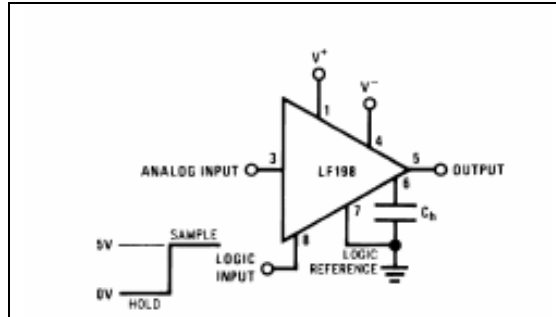 V+
V-
1
4
3
5
ANALOG INPUT
LF198
OUTPUT
6
8
7
Ch
5V
SAMPLE
LOGIC
INPUT
LOGIC
REFERENCE
0V
HOLD